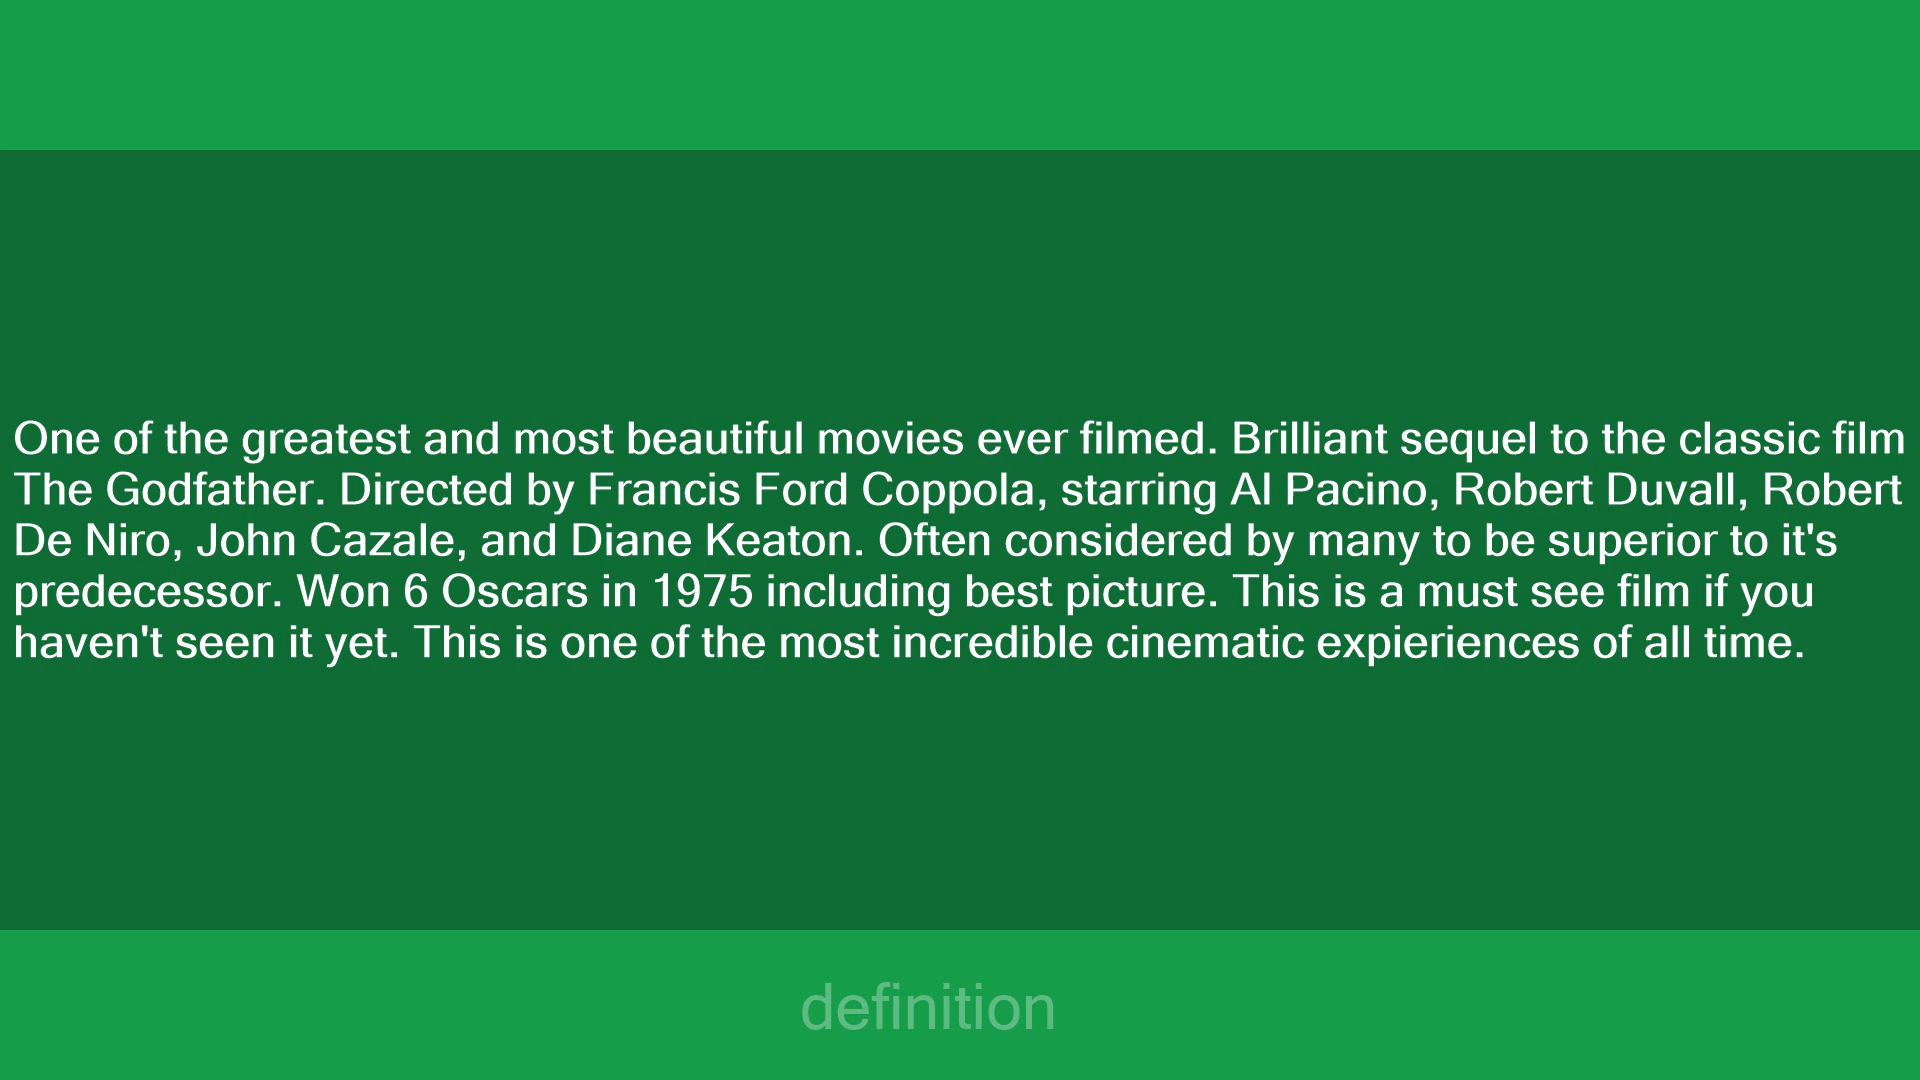 One of the greatest and most beautiful movies ever filmed. Brilliant sequel to the classic film
The Godfather. Directed by Francis Ford Coppola, starring Al Pacino, Robert Duvall, Robert
De Niro, John Cazale, and Diane Keaton. Often considered by many to be superior to it's
predecessor. Won 6 Oscars in 1975 including best picture. This is a must see film if you
haven't seen it yet. This is one of the most incredible cinematic expieriences of all time.
definition